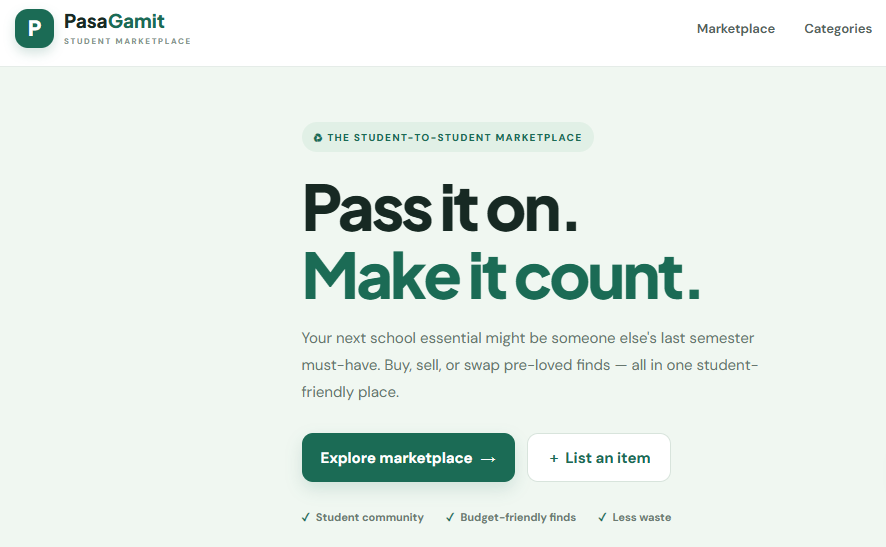 P
PasaGamit
STUDENT MARKETPLACE
Marketplace
Categories
♻ THE STUDENT-TO-STUDENT MARKETPLACE
Pass it on.
Make it count.
Your next school essential might be someone else's last semester
must-have. Buy, sell, or swap pre-loved finds — all in one student-
friendly place.
Explore marketplace →
+ List an item
✓ Student community
✓ Budget-friendly finds
✓ Less waste